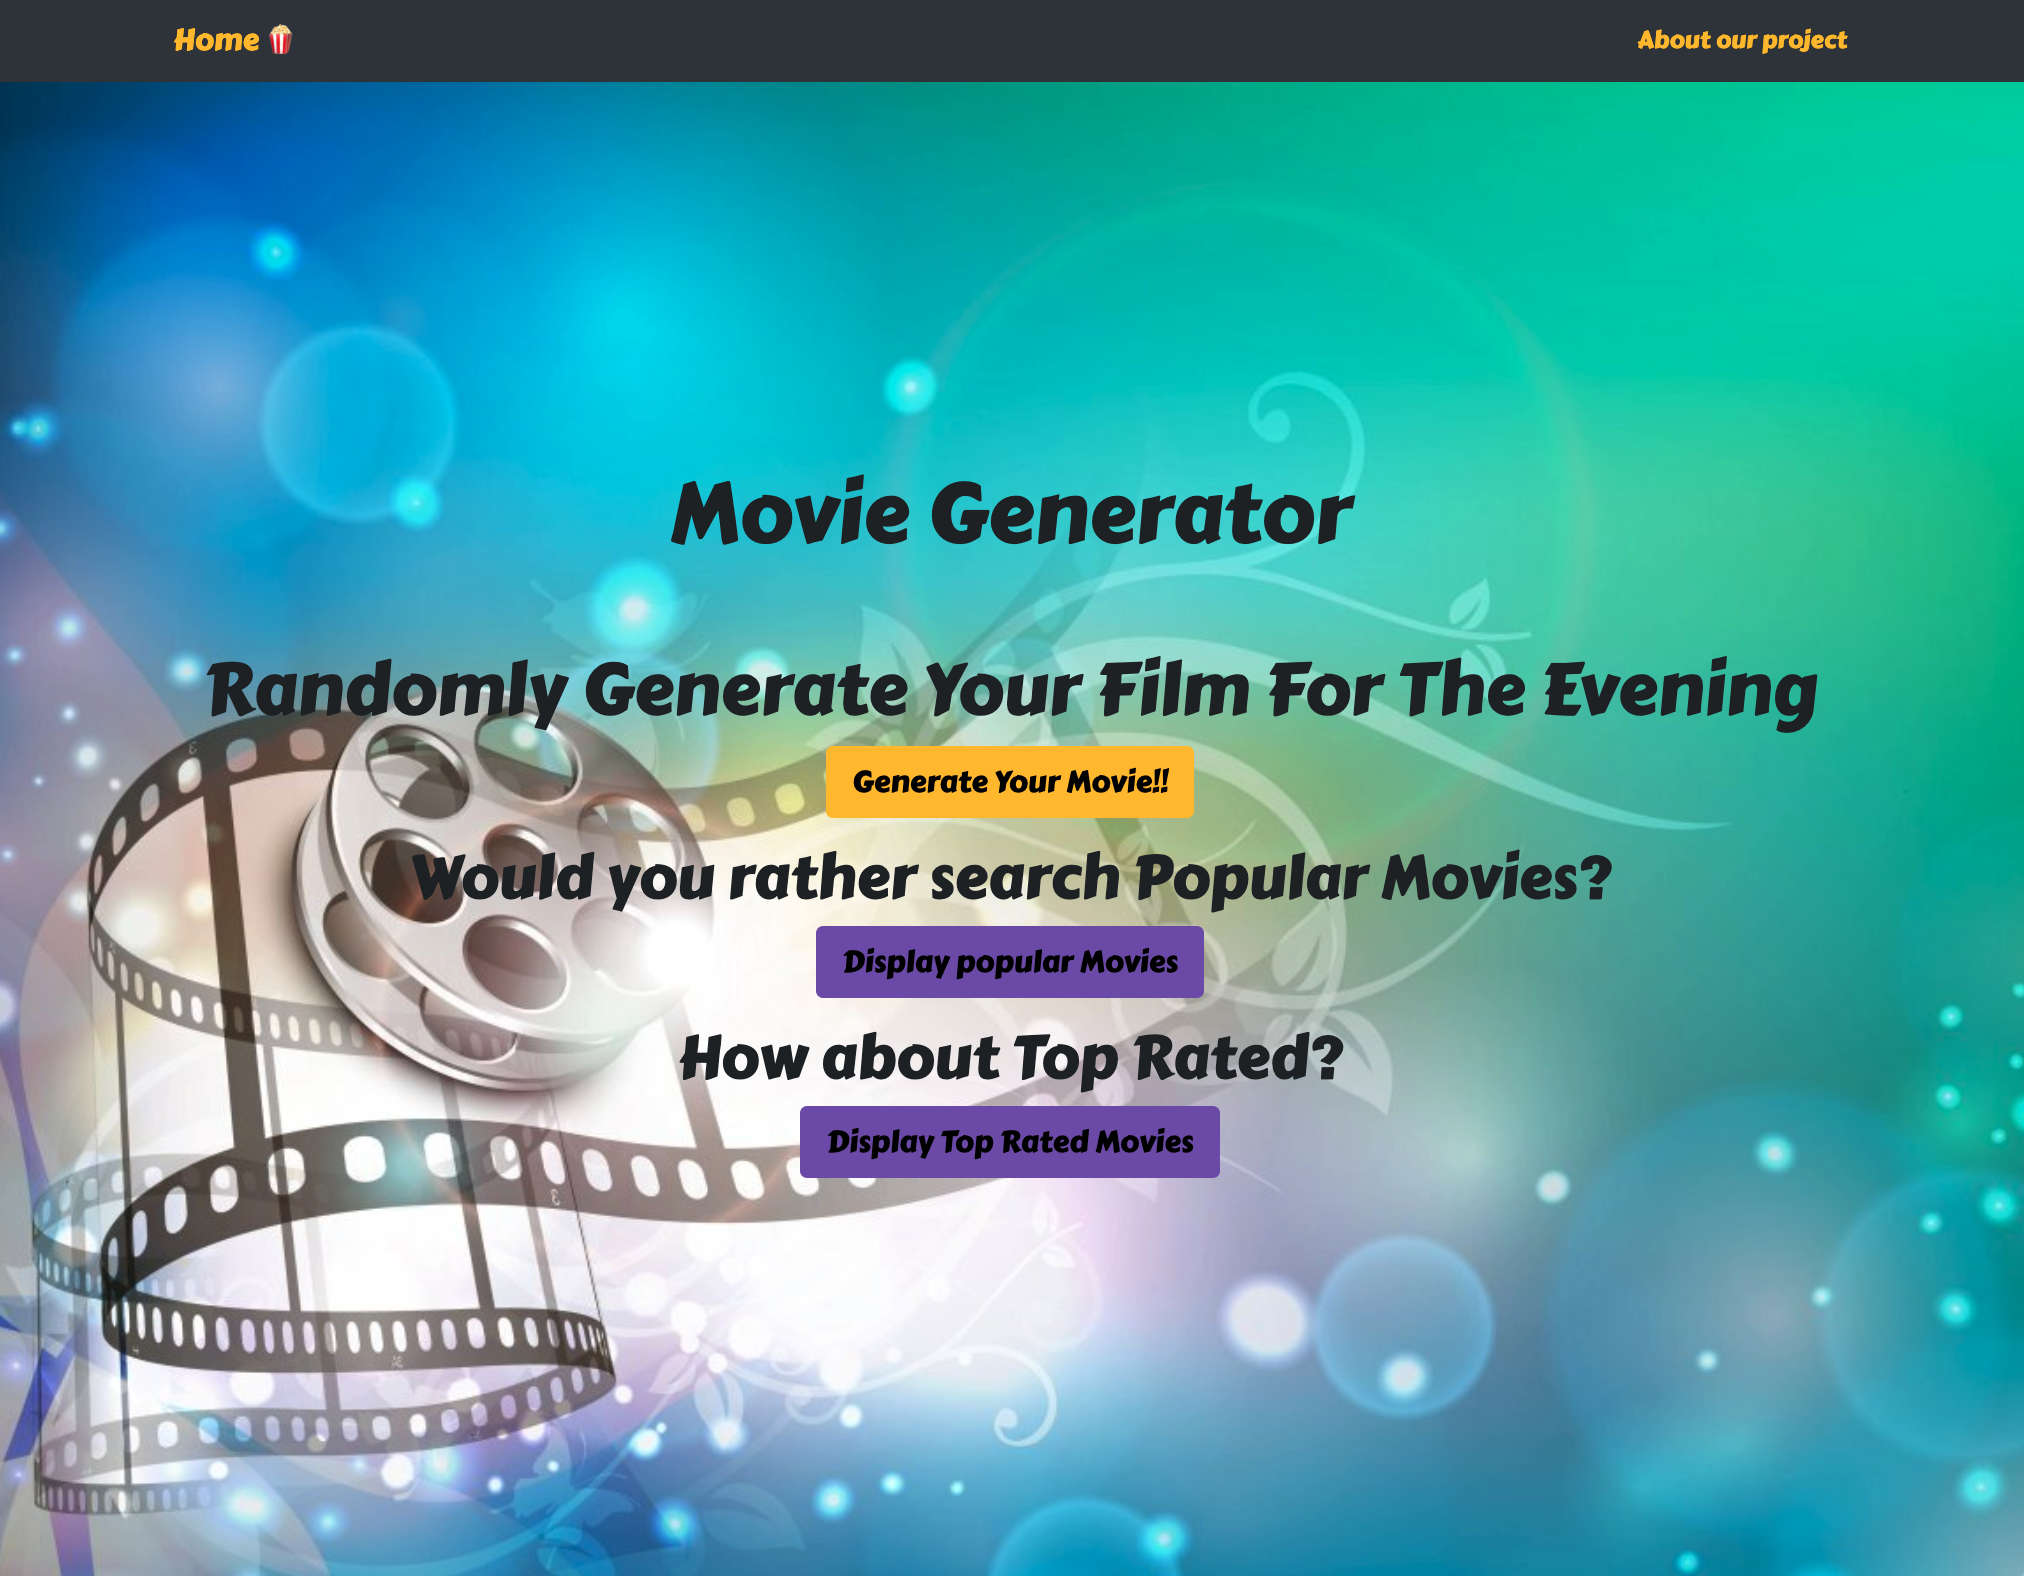 Home 🍿
About our project
Movie Generator
Randomly Generate Your Film For The Evening
Generate Your Movie!!
Would you rather search Popular Movies?
Display popular Movies
How about Top Rated?
Display Top Rated Movies